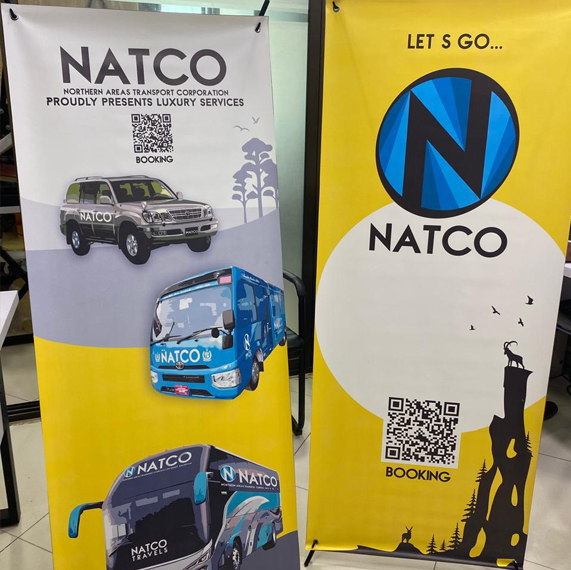 NATCO
NORTHERN AREAS TRANSPORT CORPORATION
PROUDLY PRESENTS LUXURY SERVICES
BOOKING
NATCO
NATCO
NATCO
NATCO
NATCO
TRAVELS
LET S GO...
N
NATCO
BOOKING